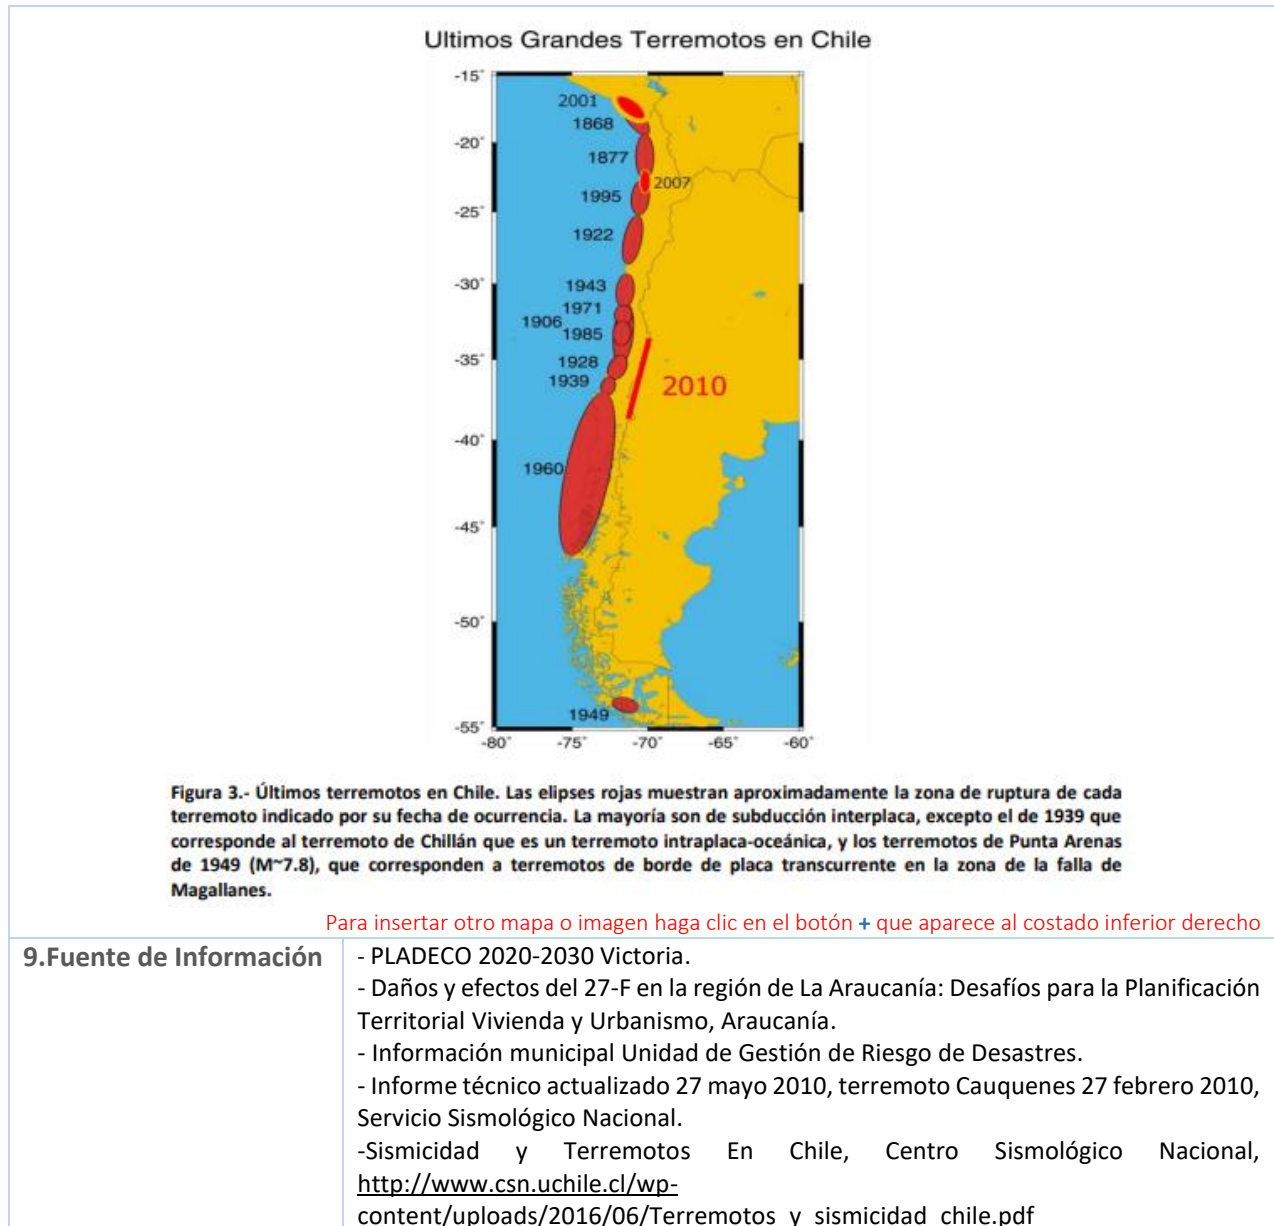 Ultimos Grandes Terremotos en Chile
-15°
2001
1868
-20°
1877
2007
1995
-25°
1922
-30°
1943
1971
1906
1985
-35°
1928
1939
2010
-40°
1960
-45°
-50°
1949
-55°
-80° -75° -70° -65° -60°
Figura 3.- Últimos terremotos en Chile. Las elipses rojas muestran aproximadamente la zona de ruptura de cada
terremoto indicado por su fecha de ocurrencia. La mayoría son de subducción interplaca, excepto el de 1939 que
corresponde al terremoto de Chillán que es un terremoto intraplaca-oceánica, y los terremotos de Punta Arenas
de 1949 (M~7.8), que corresponden a terremotos de borde de placa transcurrente en la zona de la falla de
Magallanes.
Para insertar otro mapa o imagen haga clic en el botón + que aparece al costado inferior derecho
9.Fuente de Información
- PLADECO 2020-2030 Victoria.
- Daños y efectos del 27-F en la región de La Araucanía: Desafíos para la Planificación
Territorial Vivienda y Urbanismo, Araucanía.
- Información municipal Unidad de Gestión de Riesgo de Desastres.
- Informe técnico actualizado 27 mayo 2010, terremoto Cauquenes 27 febrero 2010,
Servicio Sismológico Nacional.
-Sismicidad y Terremotos En Chile, Centro Sismológico Nacional,
http://www.csn.uchile.cl/wp-
content/uploads/2016/06/Terremotos_y_sismicidad_chile.pdf